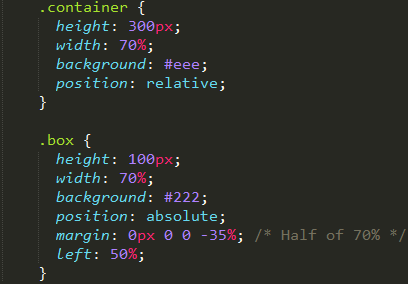 .container {
height: 300px;
width: 70%;
background: #eee;
position: relative;
}
.box {
height: 100px;
width: 70%;
background: #222;
position: absolute;
margin: 0px 0 0 -35%; /* Half of 70% */
left: 50%;
}